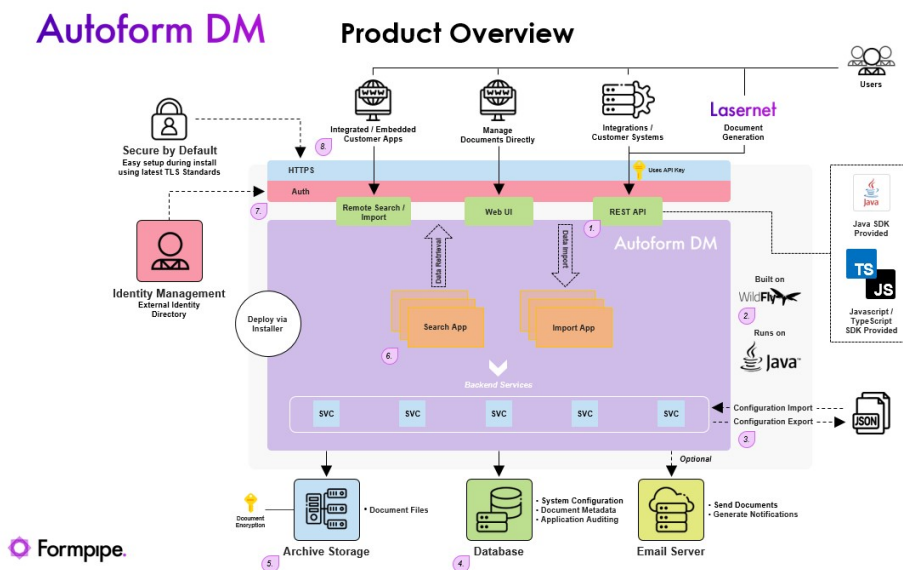 Autoform DM
Product Overview
Users
WWW
WWW
Integrated / Embedded
Customer Apps
Manage
Documents Directly
Integrations /
Customer Systems
Lasernet
Document
Generation
Secure by Default
Easy setup during install
using latest TLS Standards
8.
HTTPS
Uses API Key
Auth
7.
Remote Search /
Import
Web UI
1.
REST API
Autoform DM
Java
Java SDK
Provided
TS
JS
Javascript /
TypeScript
SDK Provided
Identity Management
External Identity
Directory
Data Retrieval
Data Import
Built on
WildFly
2.
Deploy via
Installer
Search App
Import App
Runs on
Java™
6.
Backend Services
SVC
SVC
SVC
SVC
SVC
Configuration Import
Configuration Export
JSON
3.
Optional
Document
Encryption
• Document Files
• System Configuration
• Document Metadata
• Application Auditing
• Send Documents
• Generate Notifications
5.
Archive Storage
4.
Database
Email Server
Formpipe.